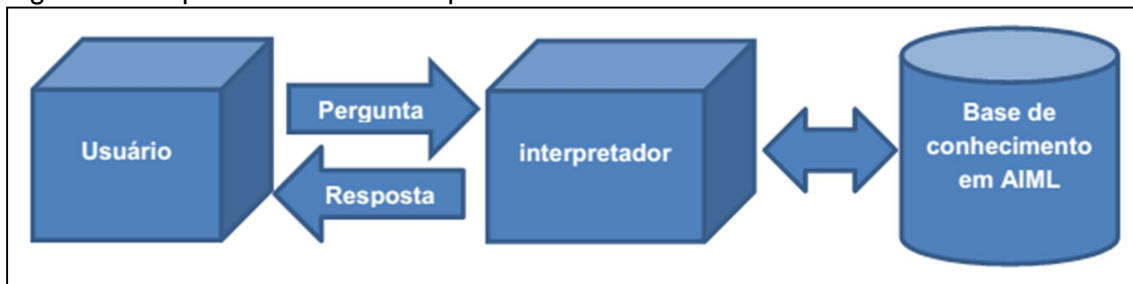 Usuário
Pergunta
Resposta
interpretador
Base de
conhecimento
em AIML